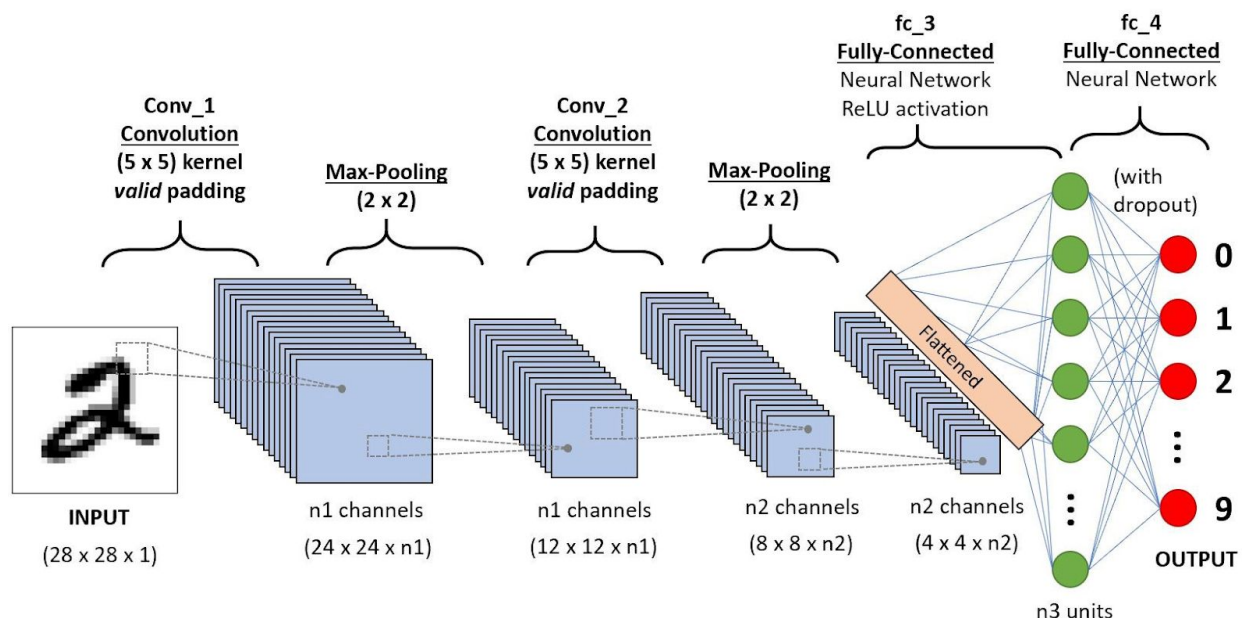 Conv_1
Convolution
(5 x 5) kernel
valid padding
Max-Pooling
(2 x 2)
Conv_2
Convolution
(5 x 5) kernel
valid padding
Max-Pooling
(2 x 2)
fc_3
Fully-Connected
Neural Network
ReLU activation
fc_4
Fully-Connected
Neural Network
(with
dropout)
Flattened
0
1
2
⋮
9
OUTPUT
2
INPUT
(28 x 28 x 1)
n1 channels
(24 x 24 x n1)
n1 channels
(12 x 12 x n1)
n2 channels
(8 x 8 x n2)
n2 channels
(4 x 4 x n2)
⋮
n3 units